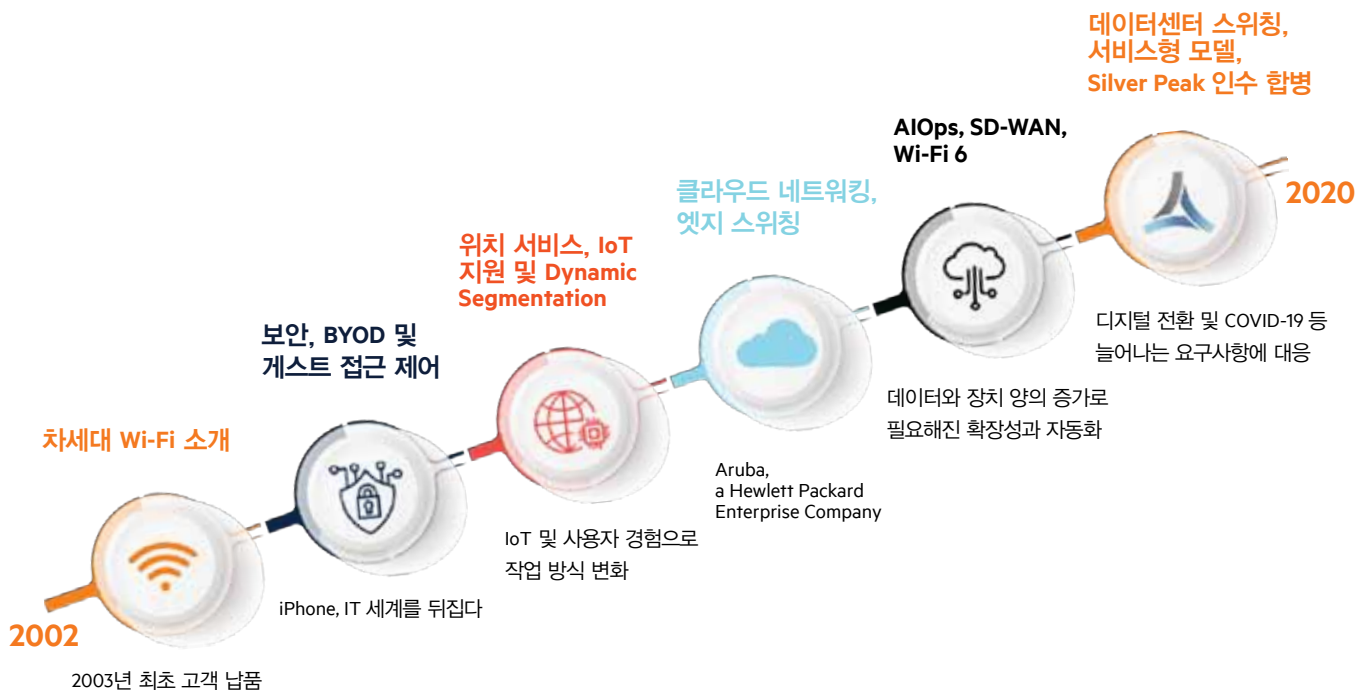 차세대 Wi-Fi 소개
2002
2003년 최초 고객 납품
보안, BYOD 및
게스트 접근 제어
iPhone, IT 세계를 뒤집다
위치 서비스, IoT
지원 및 Dynamic
Segmentation
IoT 및 사용자 경험으로
작업 방식 변화
클라우드 네트워킹,
엣지 스위칭
Aruba,
a Hewlett Packard
Enterprise Company
AIOps, SD-WAN,
Wi-Fi 6
데이터와 장치 양의 증가로
필요해진 확장성과 자동화
데이터센터 스위칭,
서비스형 모델,
Silver Peak 인수 합병
2020
디지털 전환 및 COVID-19 등
늘어나는 요구사항에 대응